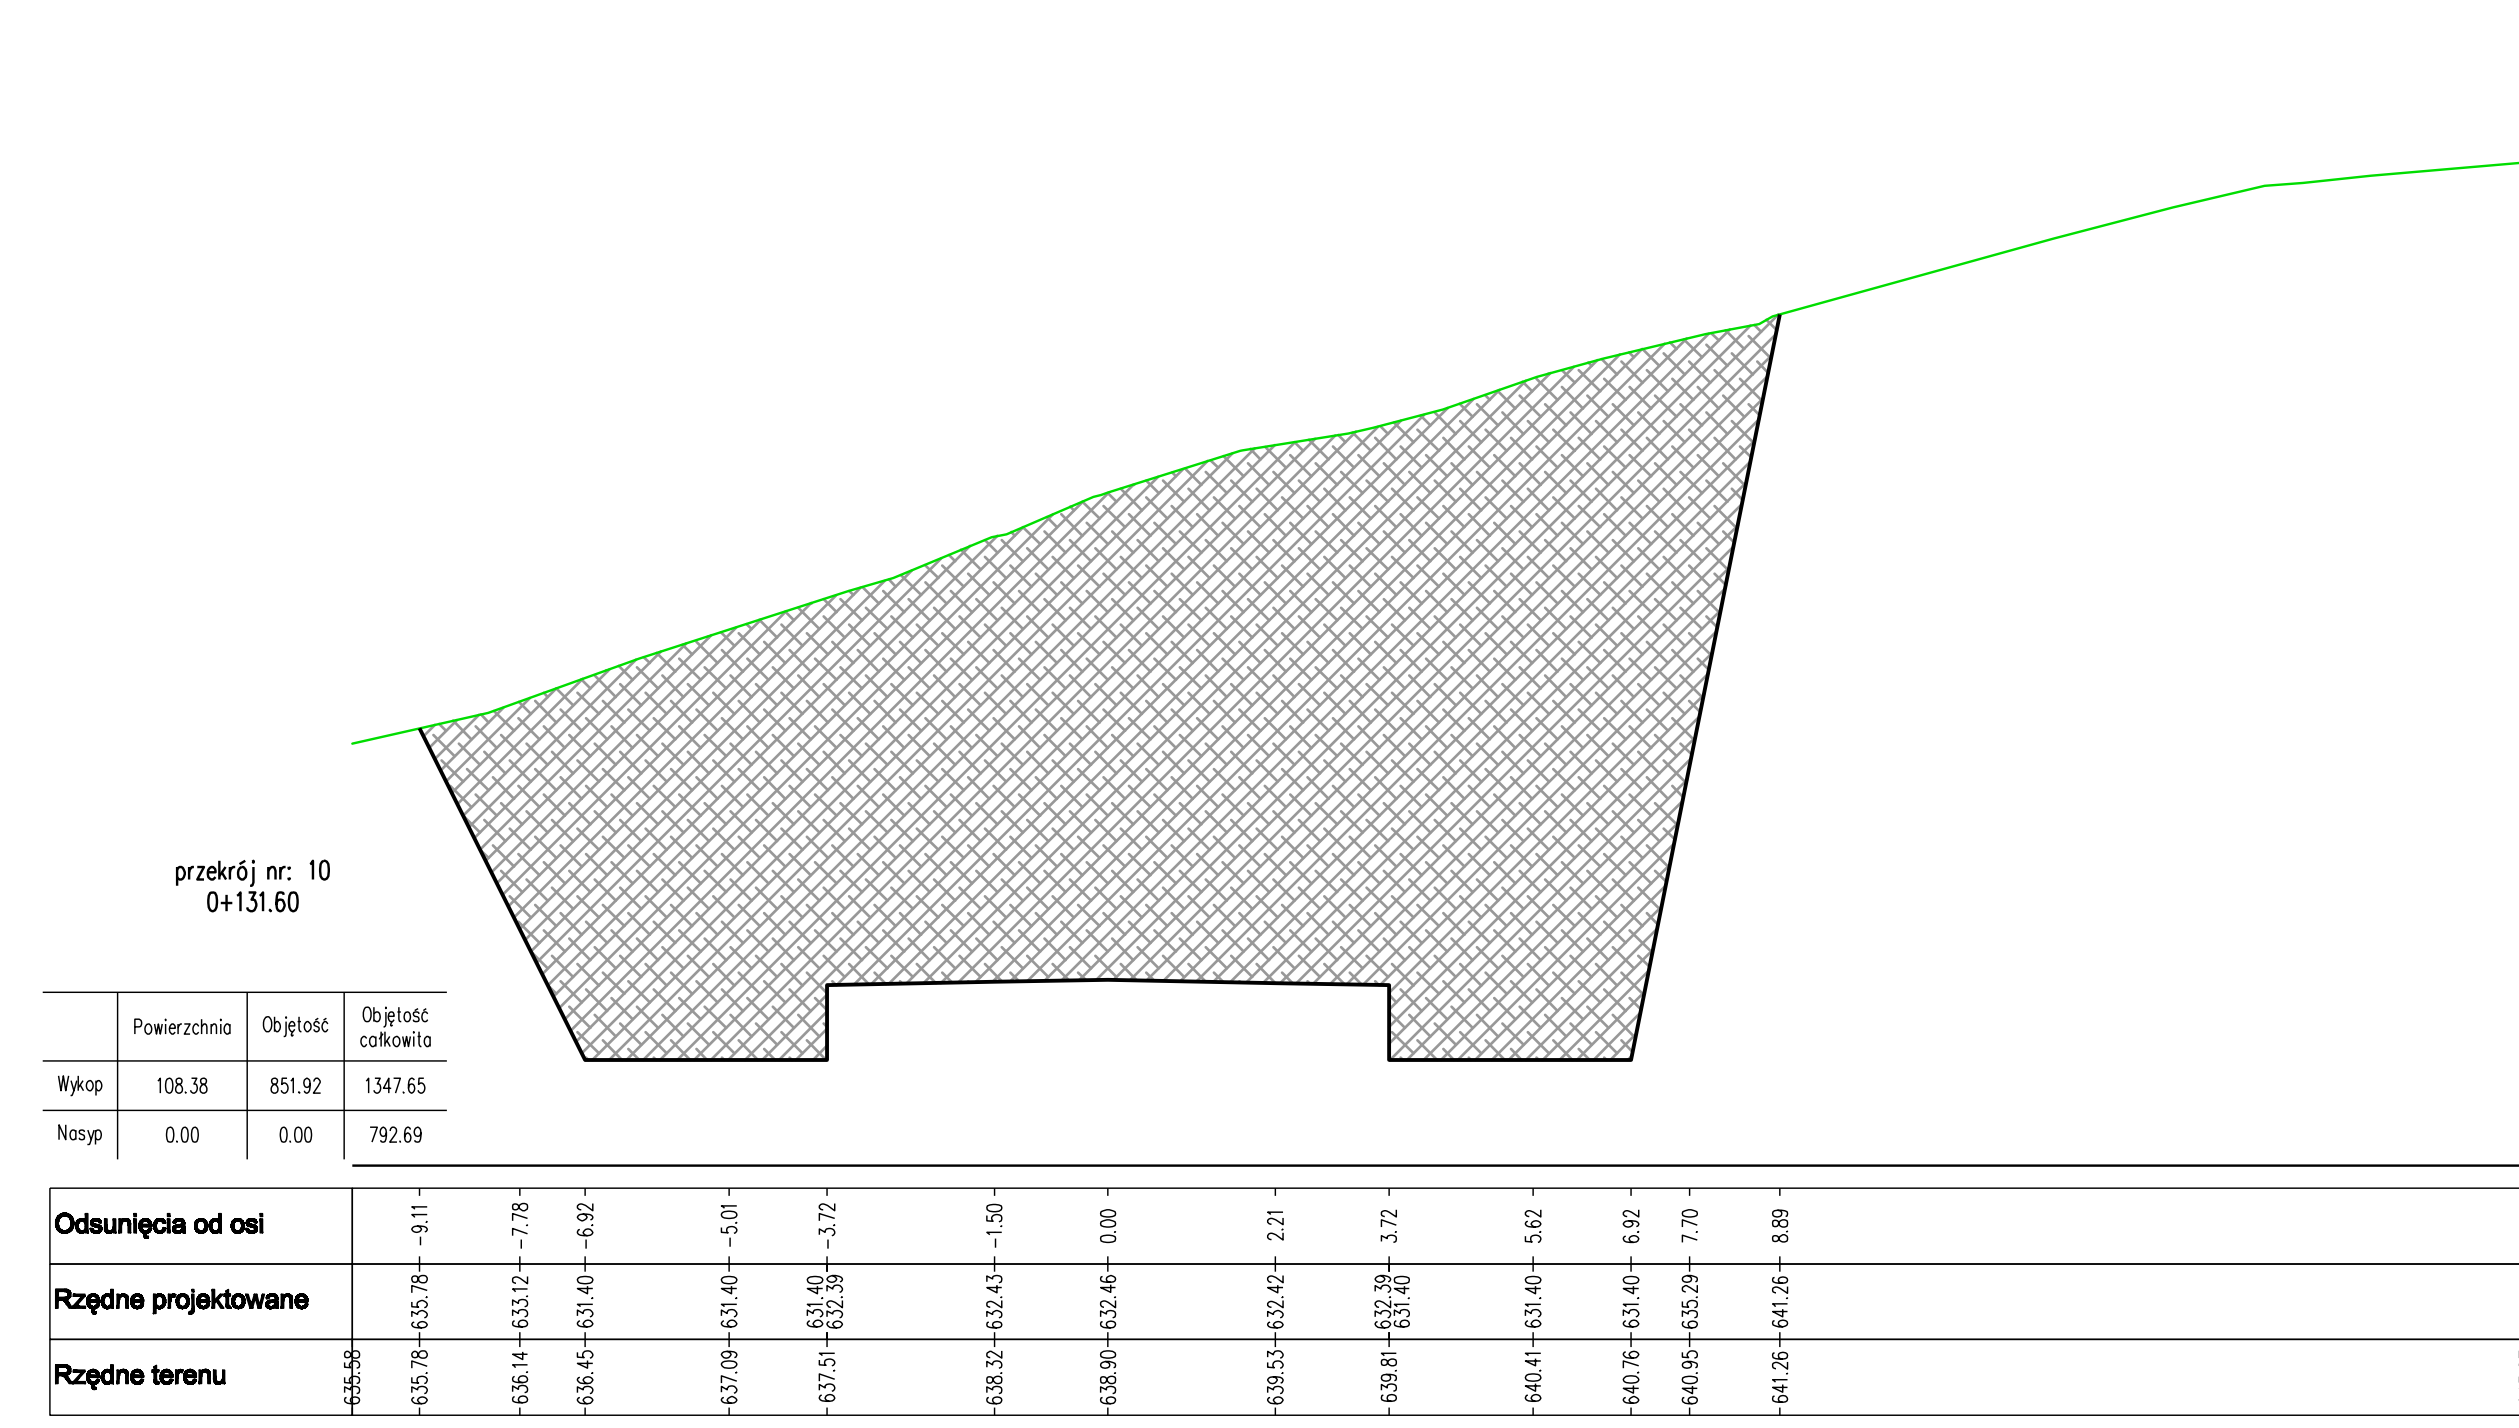 przekrój nr: 10
0+131.60
Powierzchnia Objętość Objętość
całkowita
Wykop 108.38 851.92 1347.65
Nasyp 0.00 0.00 792.69
Odsunięcia od osi -9.11 -7.78 -6.92 -5.01 -3.72 -1.50 0.00 2.21 3.72 5.62 6.92 7.70 8.89
Rzędne projektowane 635.78 633.12 631.40 631.40 631.40 632.39 632.43 632.46 632.42 632.39 631.40 631.40 631.40 635.29 641.26
Rzędne terenu 635.58 635.78 636.14 636.45 637.09 637.51 638.32 638.90 639.53 639.81 640.41 640.76 640.95 641.26